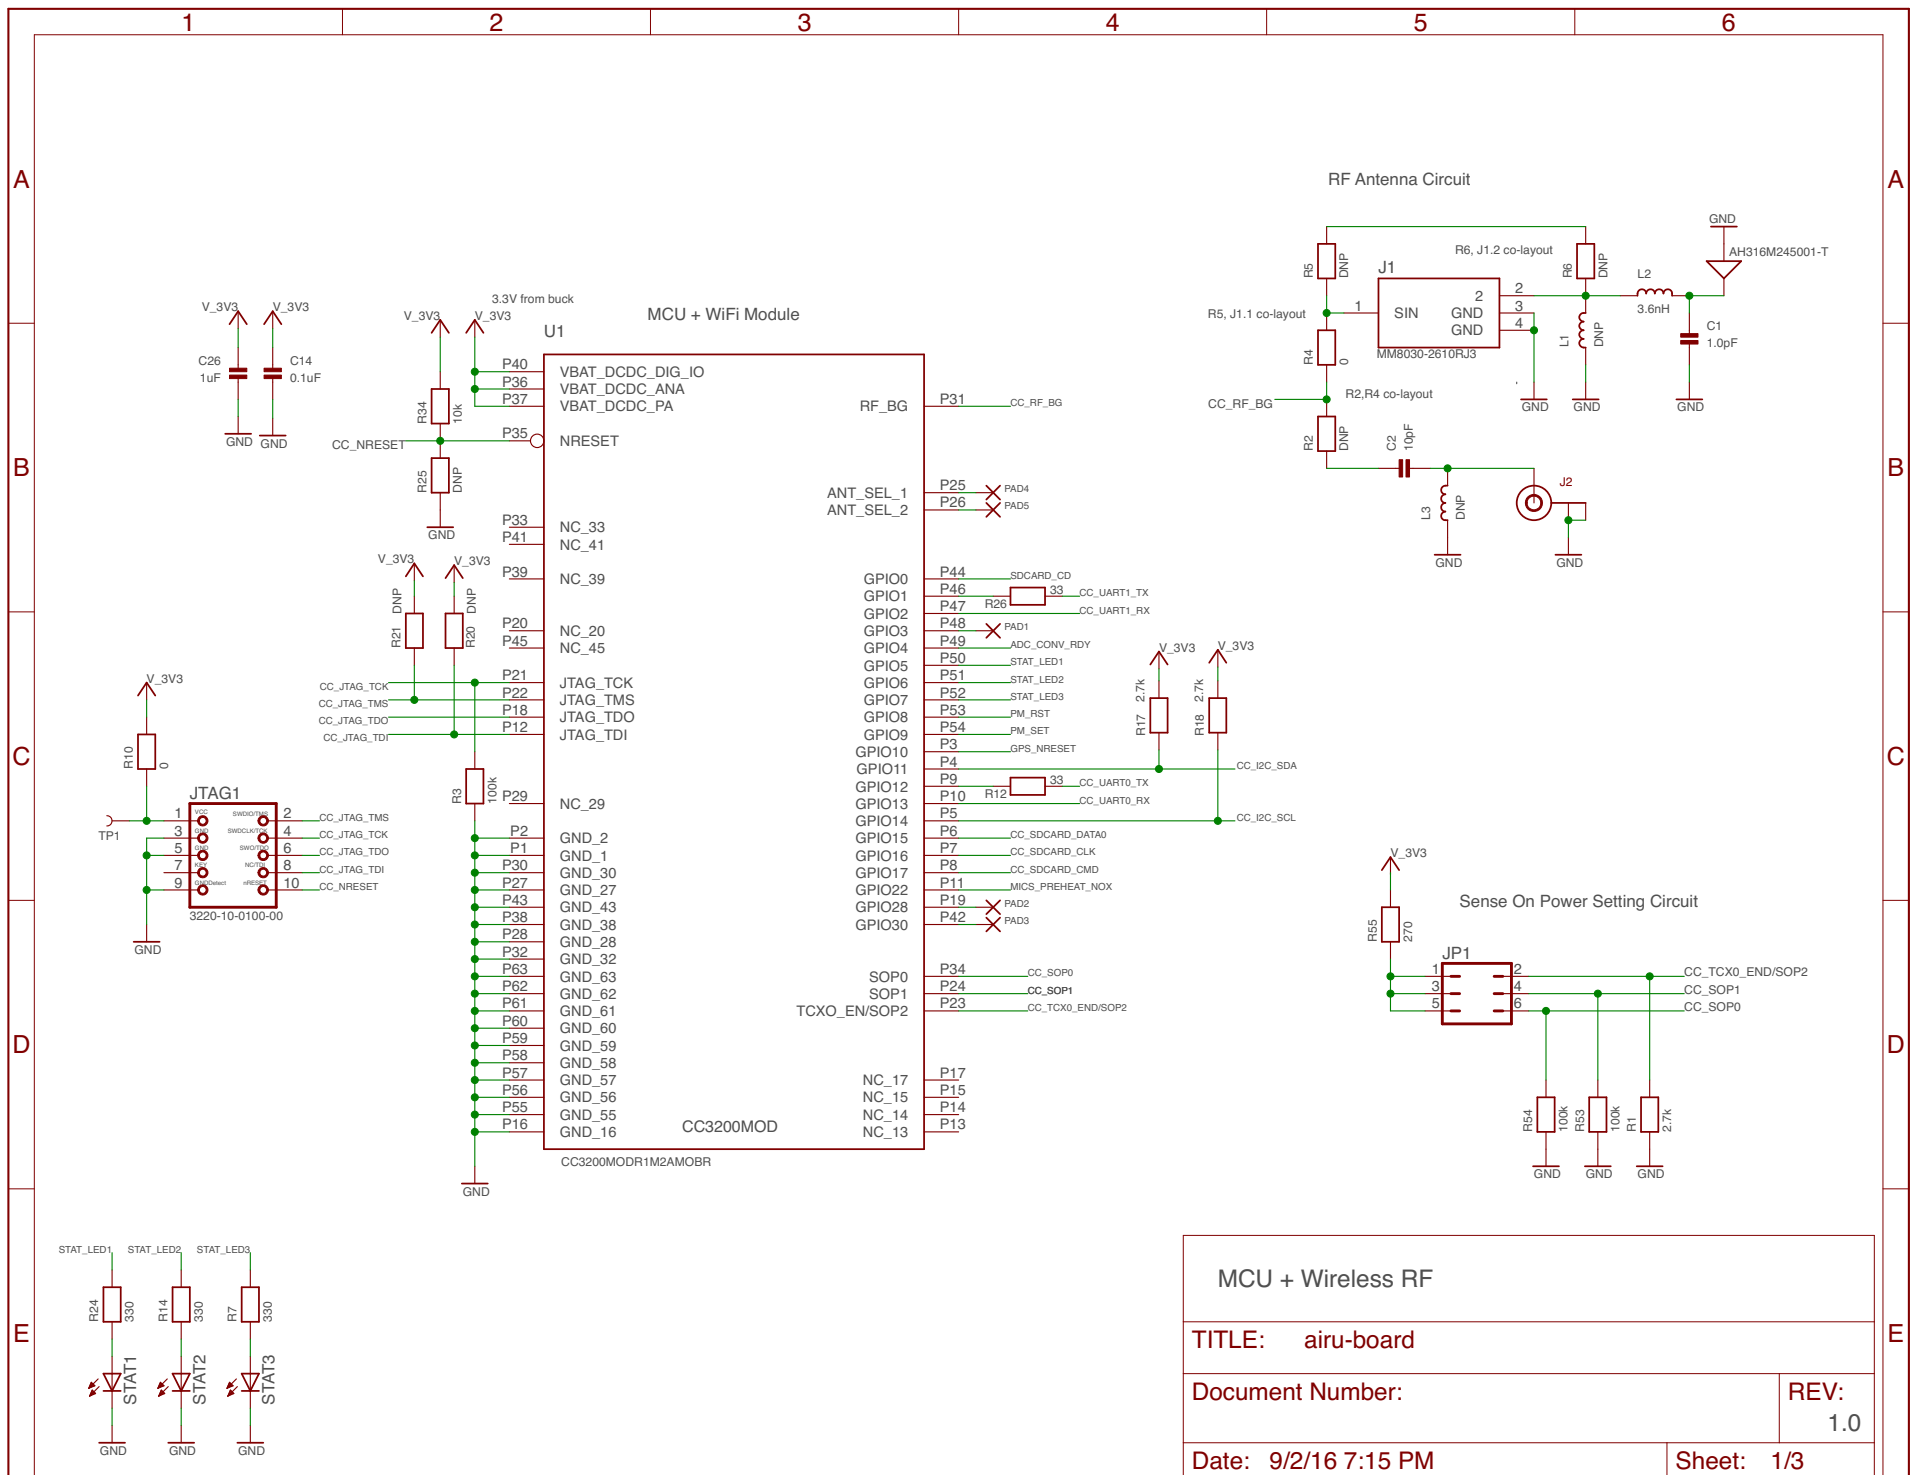 1 2 3 4 5 6
A A
B B
C C
D D
E E
RF Antenna Circuit
GND
AH316M245001-T
R5
DNP
R6, J1.2 co-layout
R6
DNP
L2
3.6nH
J1
1
SIN
2
GND
GND
2
3
4
MM8030-2610RJ3
R5, J1.1 co-layout
R4
0
L1
DNP
C1
1.0pF
GND
GND
GND
R2,R4 co-layout
CC_RF_BG
R2
DNP
C2
10pF
L3
DNP
J2
GND
GND
V_3V3
V_3V3
C26
1uF
C14
0.1uF
GND
GND
3.3V from buck
V_3V3
V_3V3
MCU + WiFi Module
U1
R34
10k
CC_NRESET
R25
DNP
GND
V_3V3
V_3V3
DNP
R21
DNP
R20
CC_JTAG_TCK
CC_JTAG_TMS
CC_JTAG_TDO
CC_JTAG_TDI
R3
100k
GND
P40 VBAT_DCDC_DIG_IO
P36 VBAT_DCDC_ANA
P37 VBAT_DCDC_PA
P35 NRESET
P33 NC_33
P41 NC_41
P39 NC_39
P20 NC_20
P45 NC_45
P21 JTAG_TCK
P22 JTAG_TMS
P18 JTAG_TDO
P12 JTAG_TDI
P29 NC_29
P2 GND_2
P1 GND_1
P30 GND_30
P27 GND_27
P43 GND_43
P38 GND_38
P28 GND_28
P32 GND_32
P63 GND_63
P62 GND_62
P61 GND_61
P60 GND_60
P59 GND_59
P58 GND_58
P57 GND_57
P56 GND_56
P55 GND_55
P16 GND_16
RF_BG P31 CC_RF_BG
ANT_SEL_1 P25 PAD4
ANT_SEL_2 P26 PAD5
GPIO0 P44 SDCARD_CD
GPIO1 P46 R26 33 CC_UART1_TX
GPIO2 P47 CC_UART1_RX
GPIO3 P48 PAD1
GPIO4 P49 ADC_CONV_RDY
GPIO5 P50 STAT_LED1
GPIO6 P51 STAT_LED2
GPIO7 P52 STAT_LED3
GPIO8 P53 PM_RST
GPIO9 P54 PM_SET
GPIO10 P3 GPS_NRESET
GPIO11 P4 CC_I2C_SDA
GPIO12 P9 R12 33 CC_UART0_TX
GPIO13 P10 CC_UART0_RX
GPIO14 P5 CC_I2C_SCL
GPIO15 P6 CC_SDCARD_DATA0
GPIO16 P7 CC_SDCARD_CLK
GPIO17 P8 CC_SDCARD_CMD
GPIO22 P11 MICS_PREHEAT_NOX
GPIO28 P19 PAD2
GPIO30 P42 PAD3
SOP0 P34 CC_SOP0
SOP1 P24 CC_SOP1
TCXO_EN/SOP2 P23 CC_TCX0_END/SOP2
NC_17 P17
NC_15 P15
NC_14 P14
NC_13 P13
CC3200MOD
CC3200MODR1M2AMOBR
V_3V3
V_3V3
R17 2.7k
R18 2.7k
V_3V3
R10
0
JTAG1
TP1
1 VCC SWDIO/TMS 2 CC_JTAG_TMS
3 GND SWDCLK/TCK 4 CC_JTAG_TCK
5 GND SWO/TDO 6 CC_JTAG_TDO
7 KEY NC/TDI 8 CC_JTAG_TDI
9 GNDDetect nRESET 10 CC_NRESET
3220-10-0100-00
GND
V_3V3
Sense On Power Setting Circuit
R55
270
JP1
1 2 CC_TCX0_END/SOP2
3 4 CC_SOP1
5 6 CC_SOP0
R54
100k
R53
100k
R1
2.7k
GND
GND
GND
STAT_LED1
STAT_LED2
STAT_LED3
R24
330
R14
330
R7
330
STAT1
STAT2
STAT3
GND
GND
GND
MCU + Wireless RF
TITLE: airu-board
Document Number:
REV:
1.0
Date: 9/2/16 7:15 PM
Sheet: 1/3